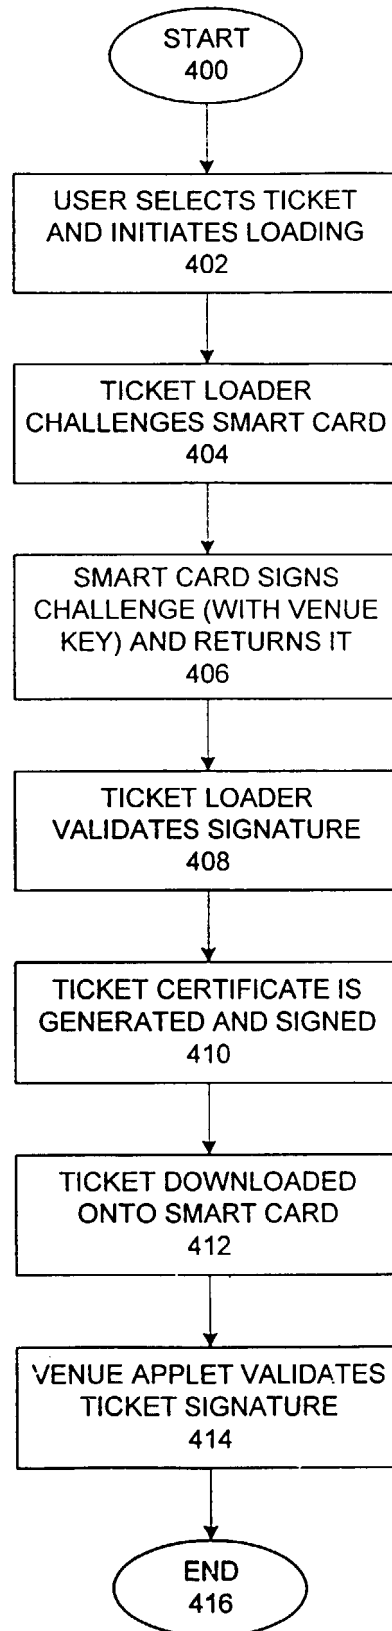 START
400
USER SELECTS TICKET
AND INITIATES LOADING
402
TICKET LOADER
CHALLENGES SMART CARD
404
SMART CARD SIGNS
CHALLENGE (WITH VENUE
KEY) AND RETURNS IT
406
TICKET LOADER
VALIDATES SIGNATURE
408
TICKET CERTIFICATE IS
GENERATED AND SIGNED
410
TICKET DOWNLOADED
ONTO SMART CARD
412
VENUE APPLET VALIDATES
TICKET SIGNATURE
414
END
416